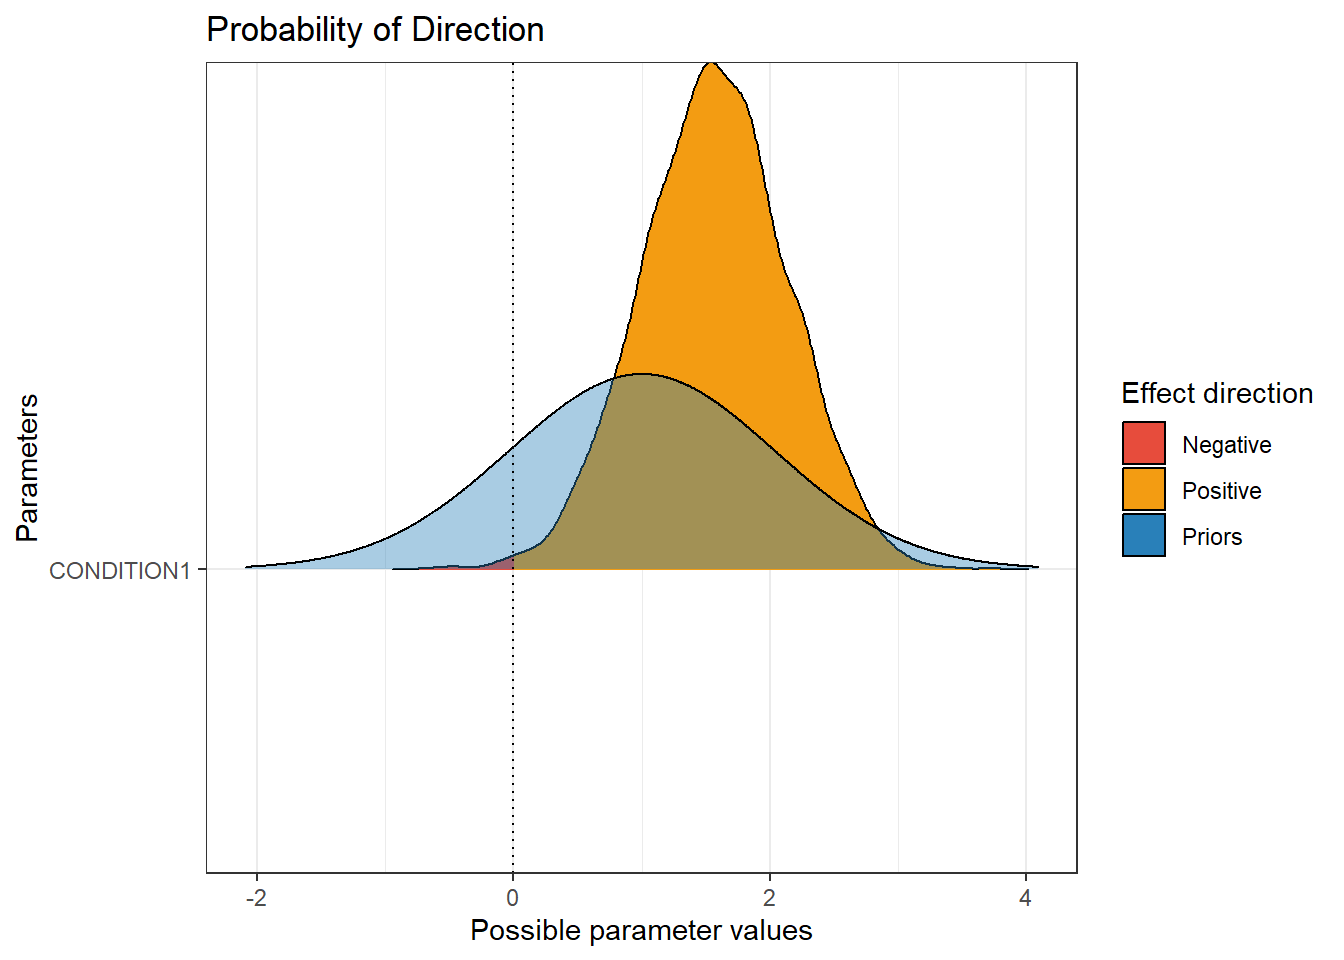 Probability of Direction
Parameters
CONDITION1
-2
0
2
4
Possible parameter values
Effect direction
Negative
Positive
Priors